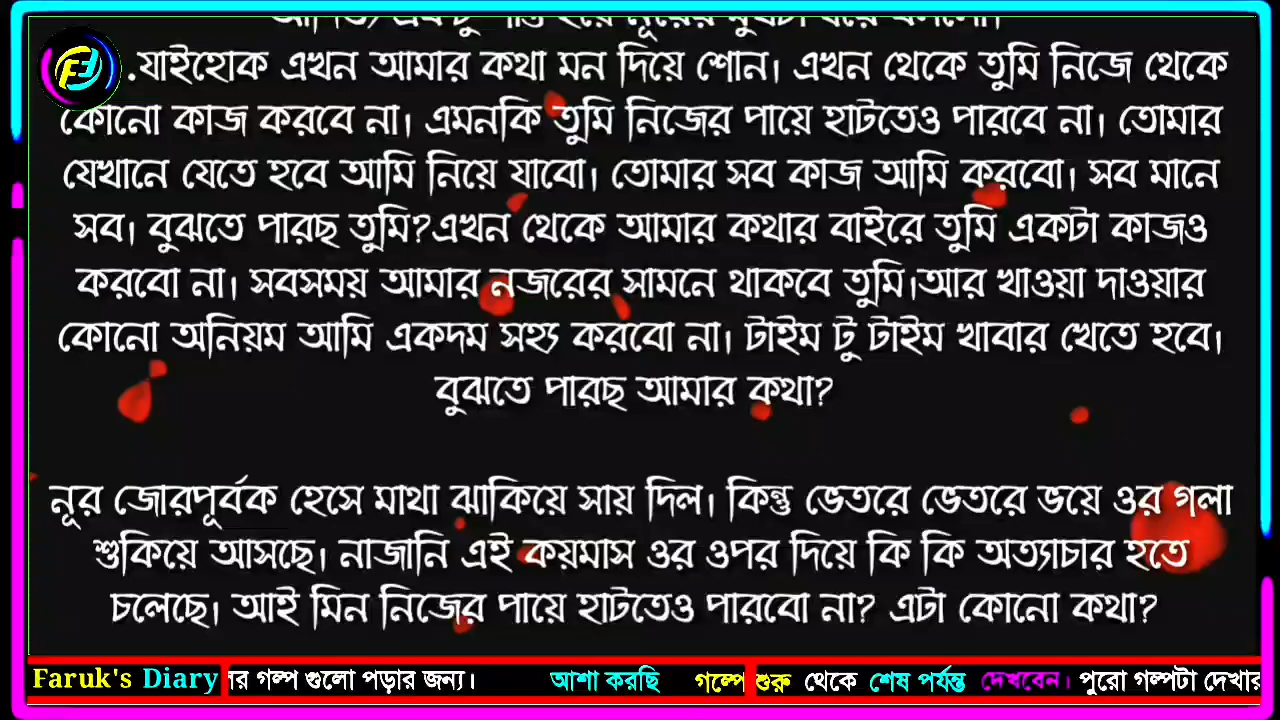 .যাইহোক এখন আমার কথা মন দিয়ে শোন। এখন থেকে তুমি নিজে থেকে
কোনো কাজ করবে না। এমনকি তুমি নিজের পায়ে হাটতেও পারবে না। তোমার
যেখানে যেতে হবে আমি নিয়ে যাবো। তোমার সব কাজ আমি করবো। সব মানে
সব। বুঝতে পারছ তুমি?এখন থেকে আমার কথার বাইরে তুমি একটা কাজও
করবো না। সবসময় আমার নজরের সামনে থাকবে তুমি।আর খাওয়া দাওয়ার
কোনো অনিয়ম আমি একদম সহ্য করবো না। টাইম টু টাইম খাবার খেতে হবে।
বুঝতে পারছ আমার কথা?
নূর জোরপূর্বক হেসে মাথা ঝাকিয়ে সায় দিল। কিন্তু ভেতরে ভেতরে ভয়ে ওর গলা
শুকিয়ে আসছে। নাজানি এই কয়মাস ওর ওপর দিয়ে কি কি অত্যাচার হতে
চলেছে। আই মিন নিজের পায়ে হাটতেও পারবো না? এটা কোনো কথা?
Faruk's Diary গল্প গুলো পড়ার জন্য। আশা করছি গল্পে শুরু থেকে শেষ পর্যন্ত দেখবেন। পুরো গল্পটা